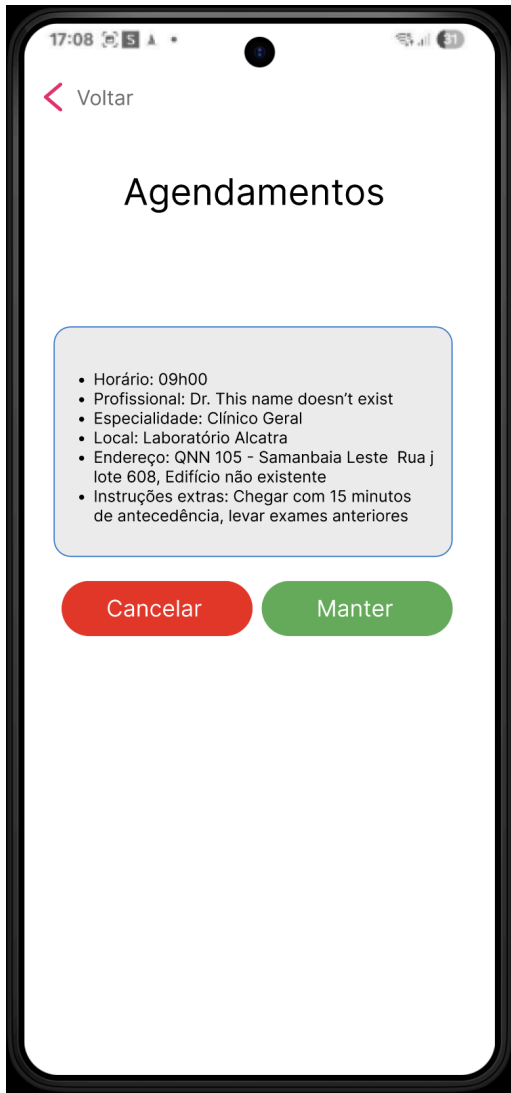 17:08 S
31
Voltar
Agendamentos
• Horário: 09h00
• Profissional: Dr. This name doesn’t exist
• Especialidade: Clínico Geral
• Local: Laboratório Alcatra
• Endereço: QNN 105 - Samanbaia Leste  Rua j
lote 608, Edifício não existente
• Instruções extras: Chegar com 15 minutos
de antecedência, levar exames anteriores
Cancelar
Manter